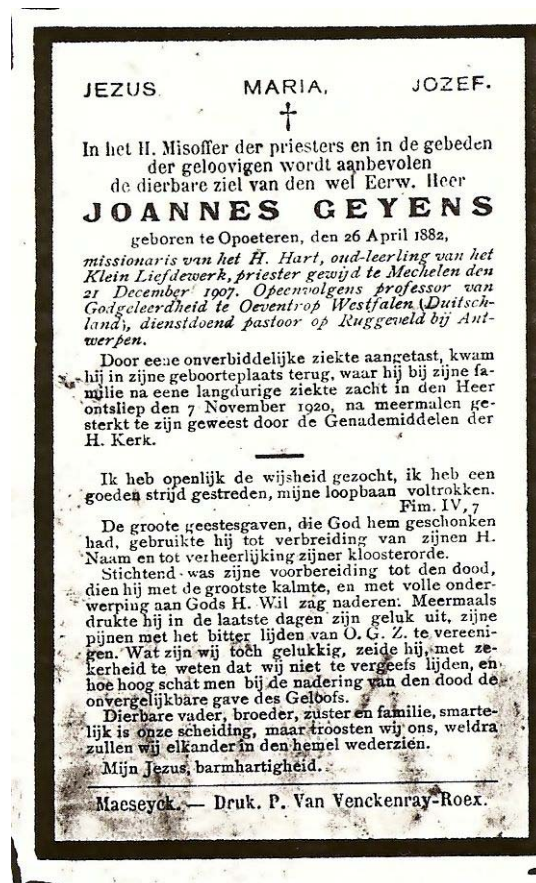 JEZUS MARIA, JOZEF.
†
In het H. Misoffer der priesters en in de gebeden
der geloovigen wordt aanbevolen
de dierbare ziel van den wel Eerw. Heer
JOANNES GEYENS
geboren te Opoeteren, den 26 April 1882,
missionaris van het H. Hart, oud-leerling van het
Klein Liefdewerk, priester gewijd te Mechelen den
21 December 1907. Opeenvolgens professor van
Godgeleerdheid te Oeventrop Westfalen (Duitsch-
land), dienstdoend pastoor op Ruggeveld bij Ant-
werpen.
Door eene onverbiddelijke ziekte aangetast, kwam
hij in zijne geboorteplaats terug, waar hij bij zijne fa-
milie na eene langdurige ziekte zacht in den Heer
ontsliep den 7 November 1920, na meermalen ge-
sterkt te zijn geweest door de Genademiddelen der
H. Kerk.
Ik heb openlijk de wijsheid gezocht, ik heb een
goeden strijd gestreden, mijne loopbaan voltrokken.
Fim. IV, 7
De groote geestesgaven, die God hem geschonken
had, gebruikte hij tot verbreiding van zijnen H.
Naam en tot verheerlijking zijner kloosterorde.
Stichtend was zijne voorbereiding tot den dood,
dien hij met de grootste kalmte, en met volle onder-
werping aan Gods H. Wil zag naderen: Meermaals
drukte hij in de laatste dagen zijn geluk uit, zijne
pijnen met het bitter lijden van O. G. Z. te vereeni-
gen. Wat zijn wij toch gelukkig, zeide hij, met ze-
kerheid te weten dat wij niet te vergeefs lijden, en
hoe hoog schat men bij de nadering van den dood de
onvergelijkbare gave des Geloofs.
Dierbare vader, broeder, zuster en familie, smarte-
lijk is onze scheiding, maar troosten wij ons, weldra
zullen wij elkander in den hemel wederzien.
Mijn Jezus, barmhartigheid.
Maeseyck. — Druk. P. Van Venckenray-Roex.